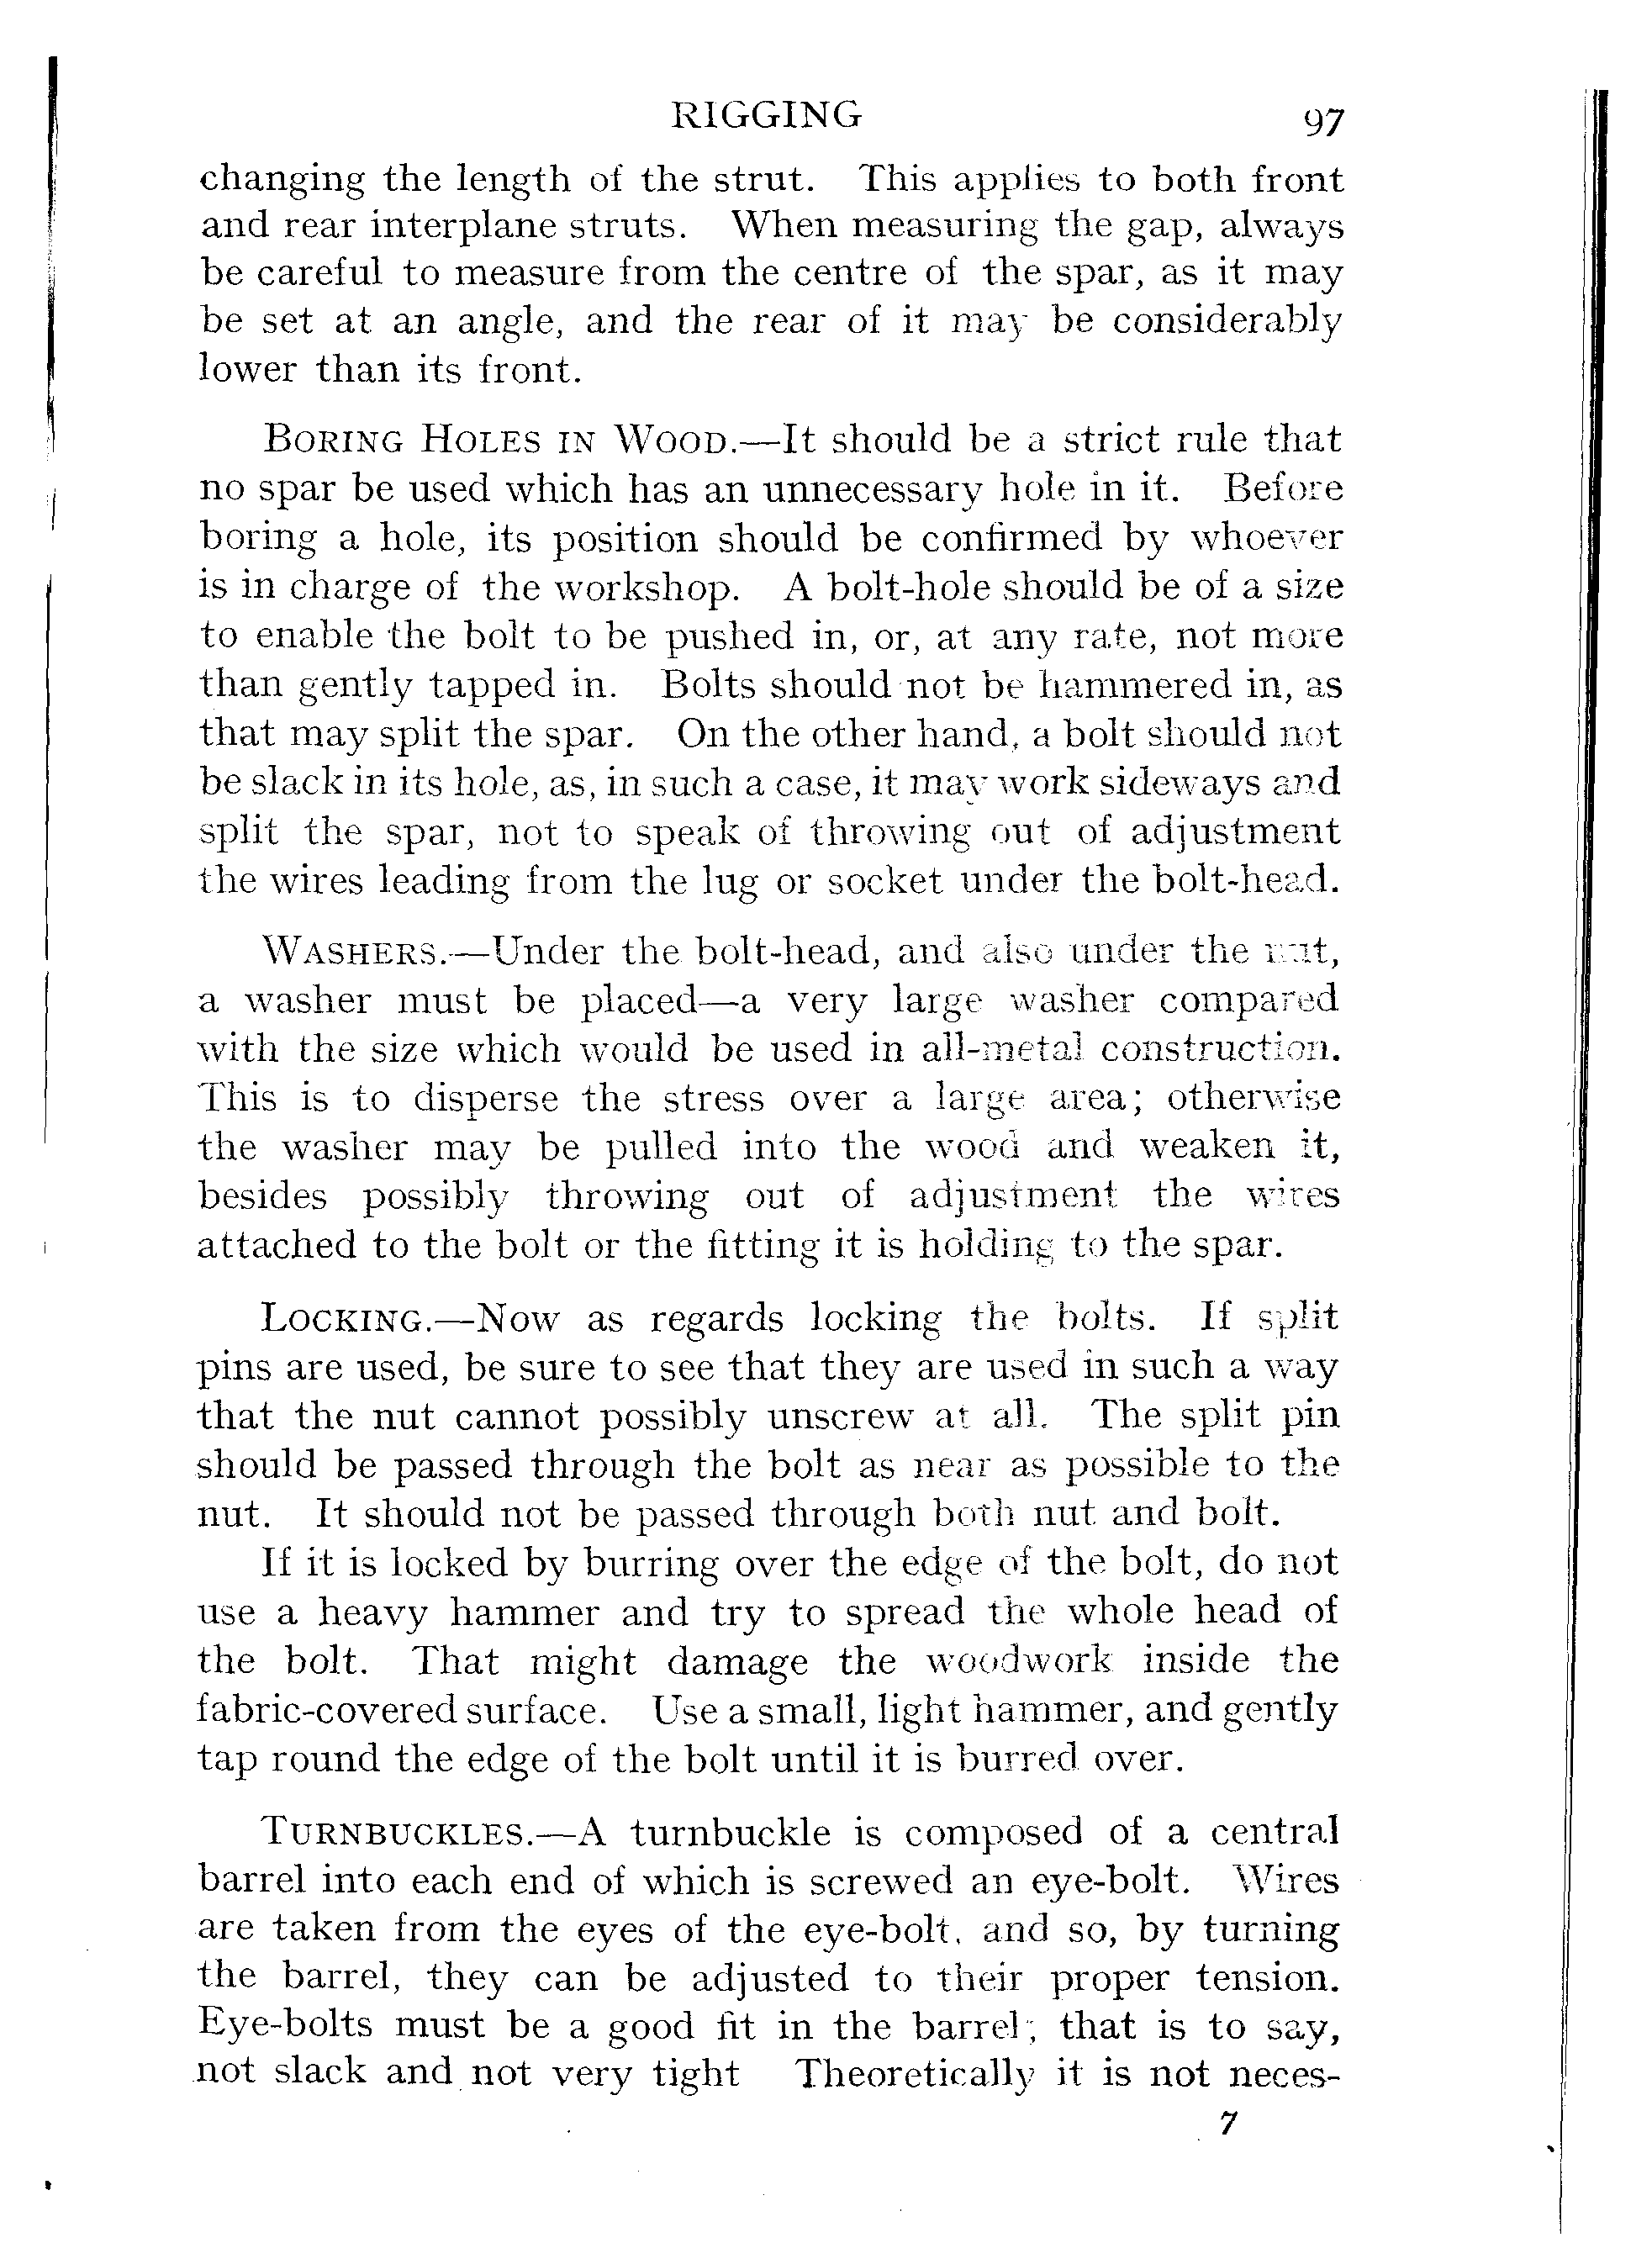 RIGGING 97
changing the length of the strut. This applies to both front
and rear interplane struts. When measuring the gap, always
be careful to measure from the centre of the spar, as it may
be set at an angle, and the rear of it may be considerably
lower than its front.
BORING HOLES IN WOOD.—It should be a strict rule that
no spar be used which has an unnecessary hole in it. Before
boring a hole, its position should be confirmed by whoever
is in charge of the workshop. A bolt-hole should be of a size
to enable the bolt to be pushed in, or, at any rate, not more
than gently tapped in. Bolts should not be hammered in, as
that may split the spar. On the other hand, a bolt should not
be slack in its hole, as, in such a case, it may work sideways and
split the spar, not to speak of throwing out of adjustment
the wires leading from the lug or socket under the bolt-head.
WASHERS.—Under the bolt-head, and also under the nut,
a washer must be placed—a very large washer compared
with the size which would be used in all-metal construction.
This is to disperse the stress over a large area; otherwise
the washer may be pulled into the wood and weaken it,
besides possibly throwing out of adjustment the wires
attached to the bolt or the fitting it is holding to the spar.
LOCKING.—Now as regards locking the bolts. If split
pins are used, be sure to see that they are used in such a way
that the nut cannot possibly unscrew at all. The split pin
should be passed through the bolt as near as possible to the
nut. It should not be passed through both nut and bolt.
If it is locked by burring over the edge of the bolt, do not
use a heavy hammer and try to spread the whole head of
the bolt. That might damage the woodwork inside the
fabric-covered surface. Use a small, light hammer, and gently
tap round the edge of the bolt until it is burred over.
TURNBUCKLES.—A turnbuckle is composed of a central
barrel into each end of which is screwed an eye-bolt. Wires
are taken from the eyes of the eye-bolt, and so, by turning
the barrel, they can be adjusted to their proper tension.
Eye-bolts must be a good fit in the barrel; that is to say,
not slack and not very tight Theoretically it is not neces-
7